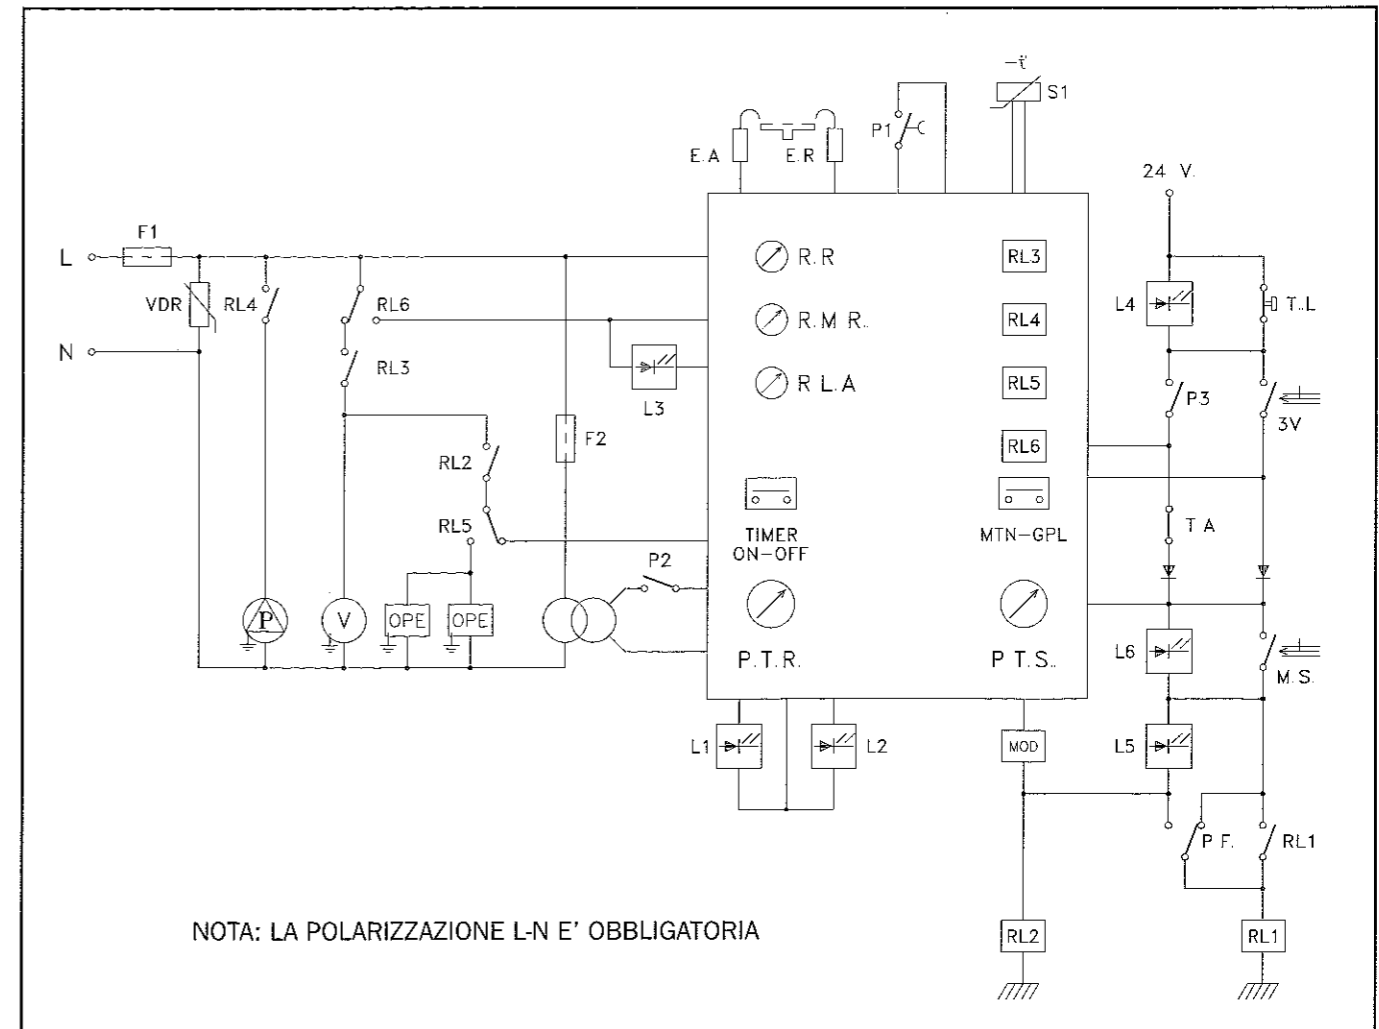 -t
S1
P1
E.A
E.R
24 V.
F1
L
R.R
RL3
VDR
RL4
RL6
L4
T.L
R.M R.
RL4
N
RL3
R L.A
RL5
P3
L3
3V
F2
RL6
RL2
RL5
TIMER
ON-OFF
MTN-GPL
T A
P2
P
V
OPE
OPE
P.T.R.
P T.S.
L6
M.S.
L1
L2
MOD
L5
P F.
RL1
NOTA: LA POLARIZZAZIONE L-N E' OBBLIGATORIA
RL2
RL1